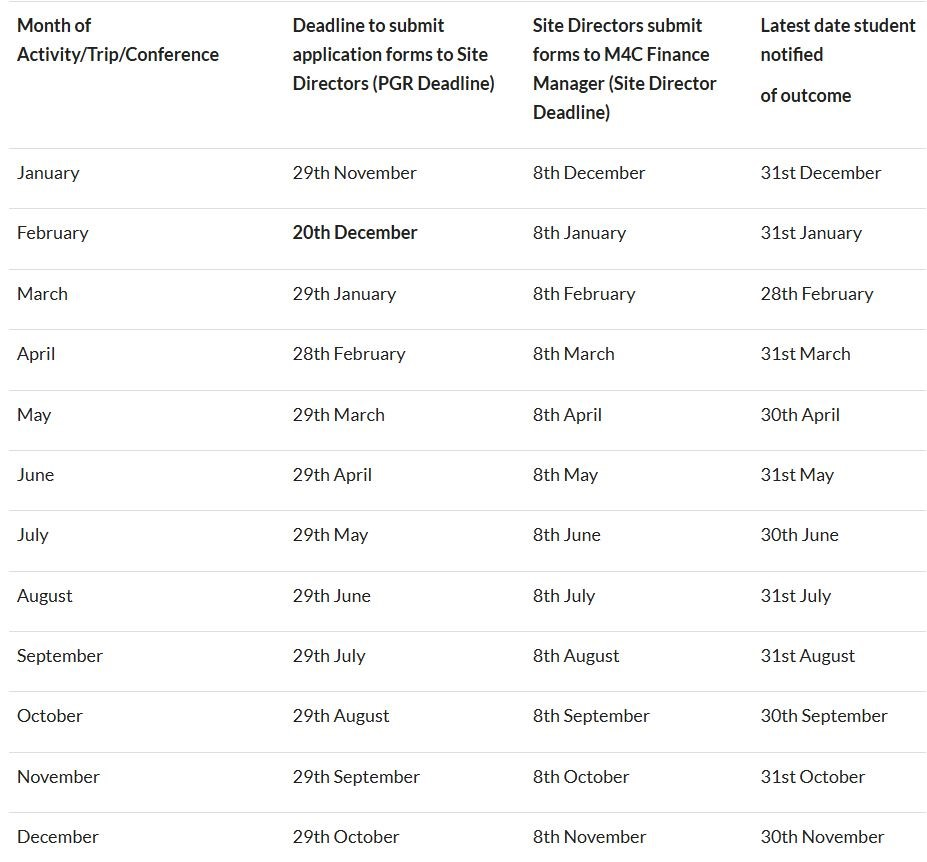 Month of
Activity/Trip/Conference
Deadline to submit
application forms to Site
Directors (PGR Deadline)
Site Directors submit
forms to M4C Finance
Manager (Site Director
Deadline)
Latest date student
notified
of outcome
January 29th November 8th December 31st December
February 20th December 8th January 31st January
March 29th January 8th February 28th February
April 28th February 8th March 31st March
May 29th March 8th April 30th April
June 29th April 8th May 31st May
July 29th May 8th June 30th June
August 29th June 8th July 31st July
September 29th July 8th August 31st August
October 29th August 8th September 30th September
November 29th September 8th October 31st October
December 29th October 8th November 30th November